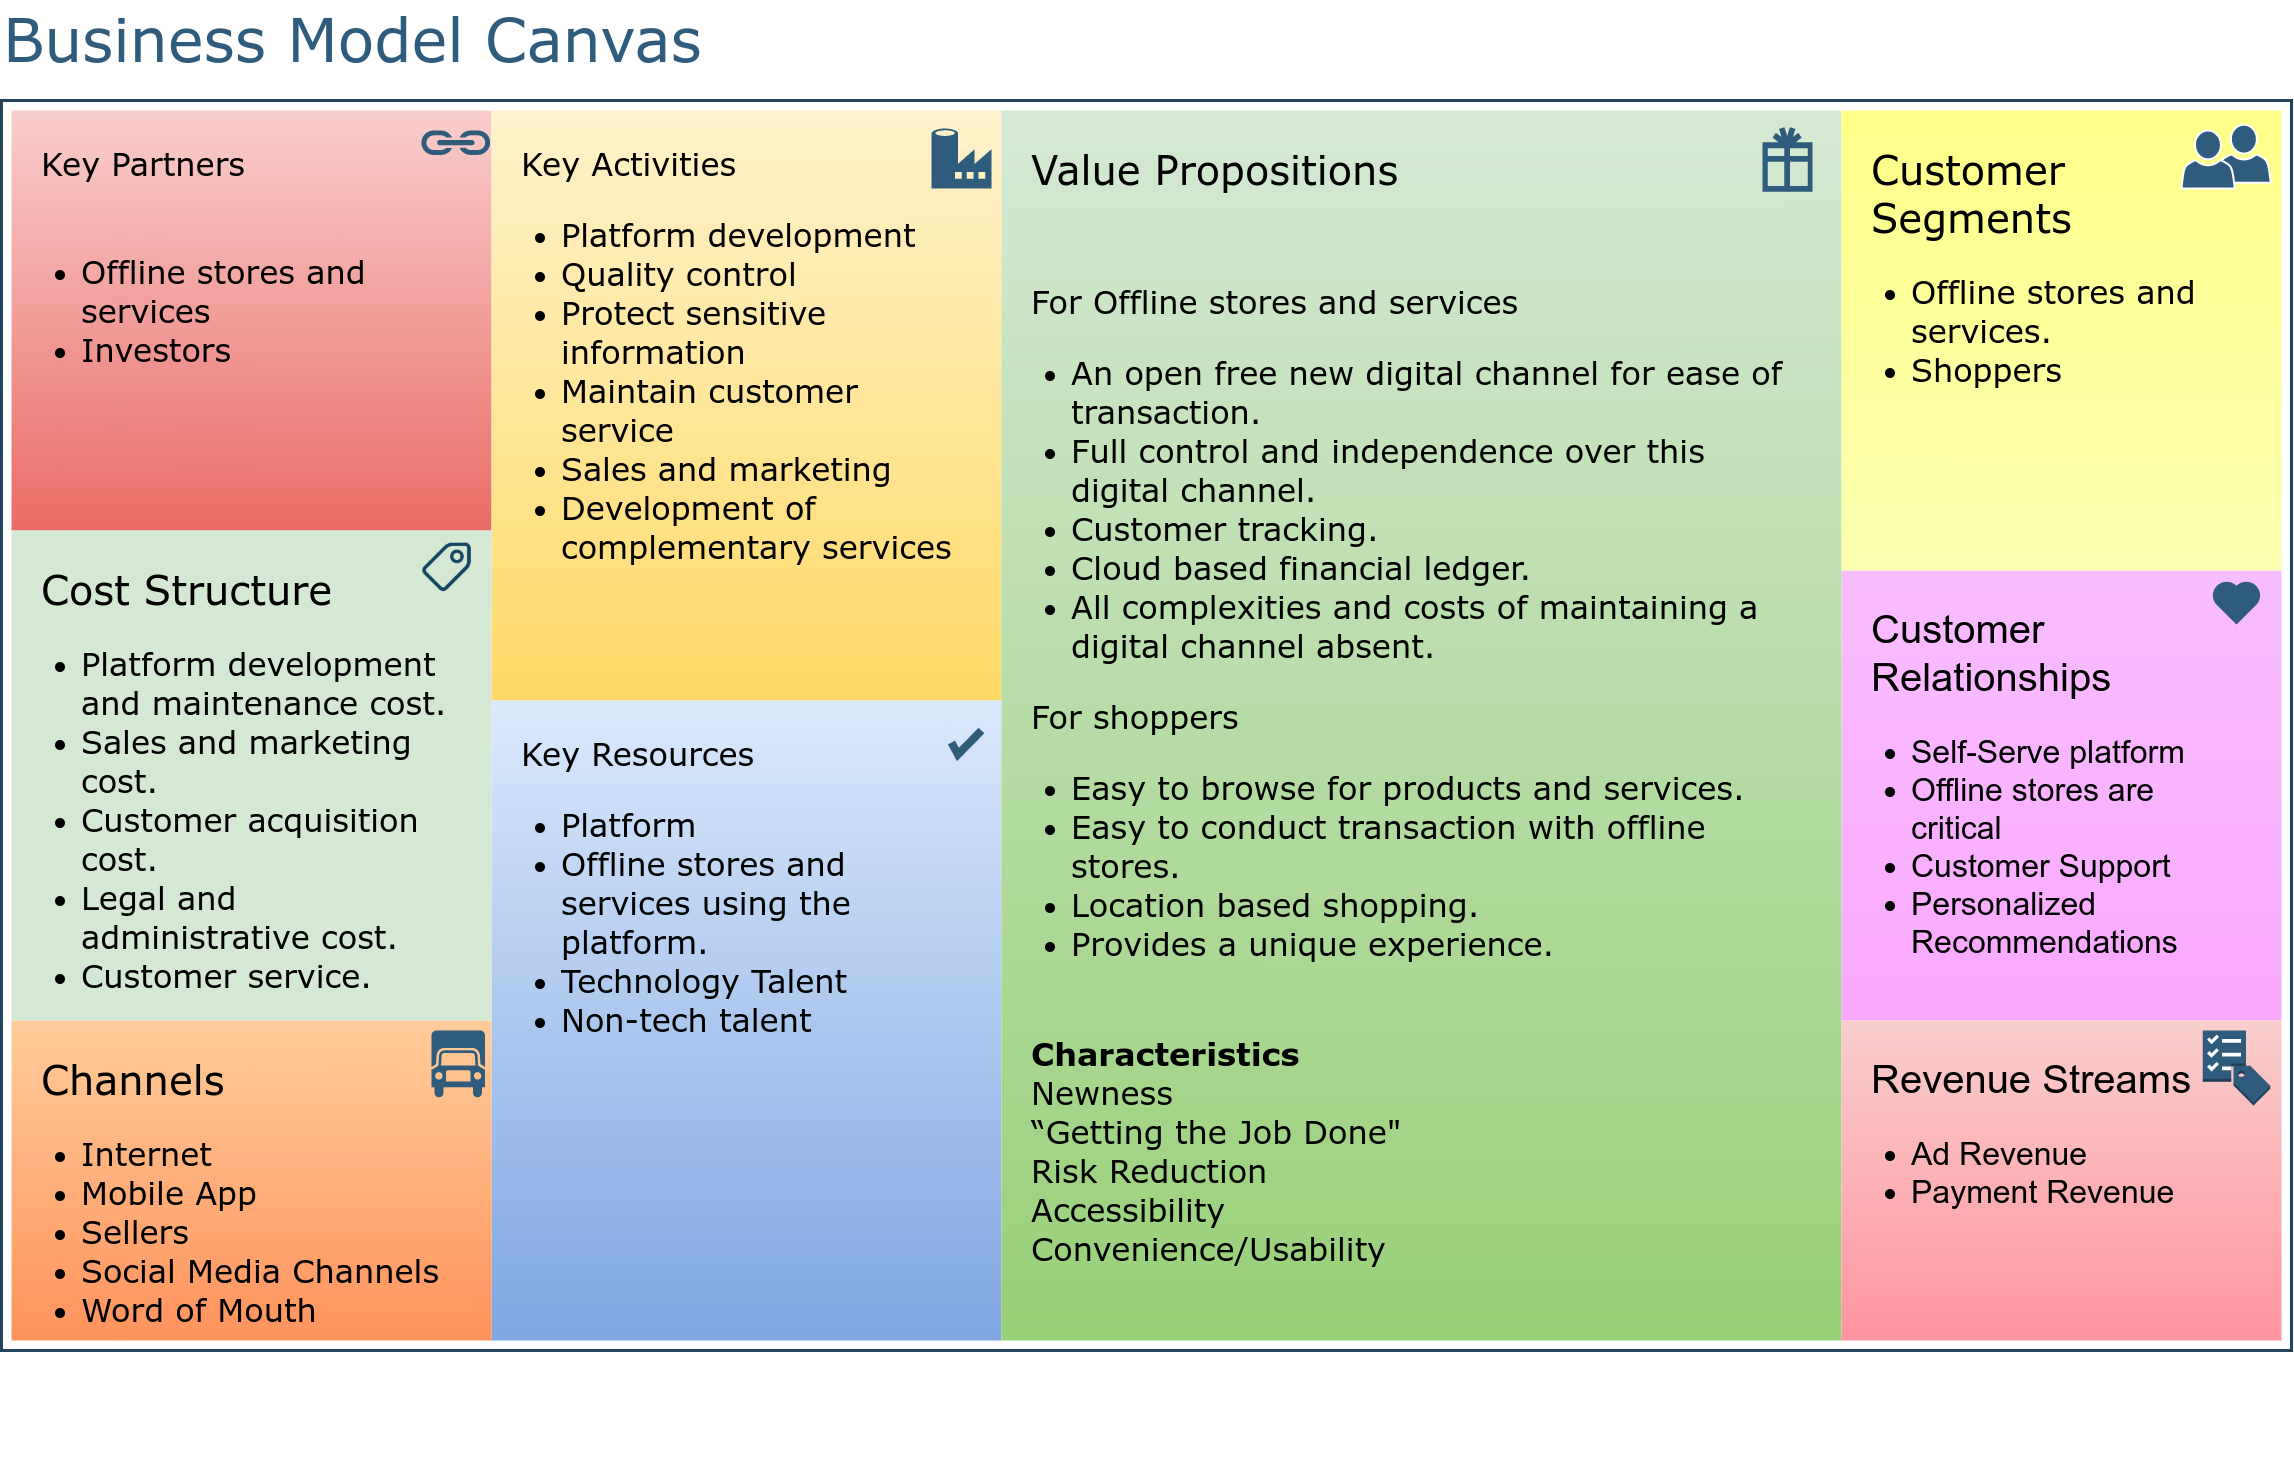 Business Model Canvas
Key Partners
• Offline stores and
services
• Investors
Cost Structure
• Platform development
and maintenance cost.
• Sales and marketing
cost.
• Customer acquisition
cost.
• Legal and
administrative cost.
• Customer service.
Channels
• Internet
• Mobile App
• Sellers
• Social Media Channels
• Word of Mouth
Key Activities
• Platform development
• Quality control
• Protect sensitive
information
• Maintain customer
service
• Sales and marketing
• Development of
complementary services
Key Resources
• Platform
• Offline stores and
services using the
platform.
• Technology Talent
• Non-tech talent
Value Propositions
For Offline stores and services
• An open free new digital channel for ease of
transaction.
• Full control and independence over this
digital channel.
• Customer tracking.
• Cloud based financial ledger.
• All complexities and costs of maintaining a
digital channel absent.
For shoppers
• Easy to browse for products and services.
• Easy to conduct transaction with offline
stores.
• Location based shopping.
• Provides a unique experience.
Characteristics
Newness
“Getting the Job Done"
Risk Reduction
Accessibility
Convenience/Usability
Customer
Segments
• Offline stores and
services.
• Shoppers
Customer
Relationships
• Self-Serve platform
• Offline stores are
critical
• Customer Support
• Personalized
Recommendations
Revenue Streams
• Ad Revenue
• Payment Revenue